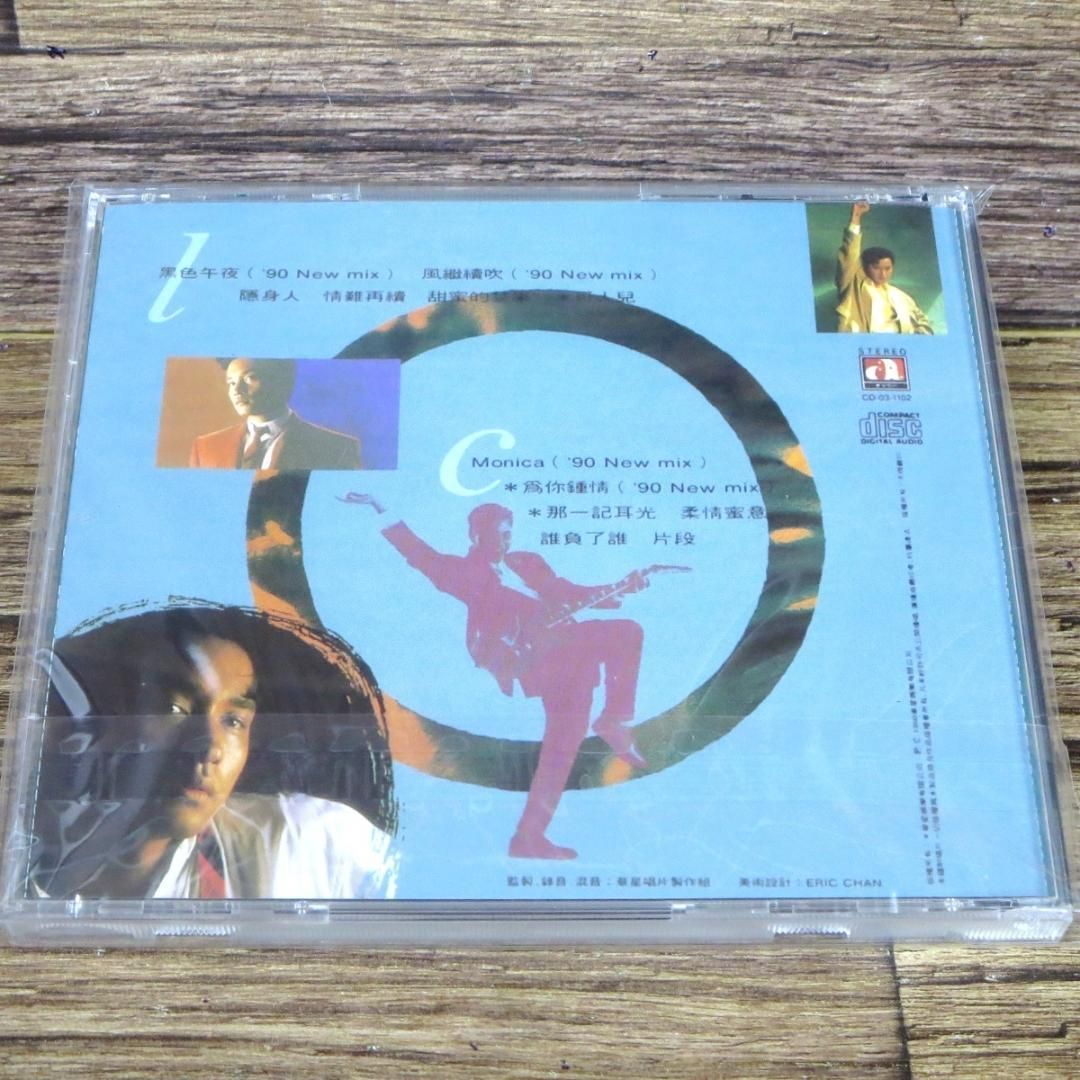 l
黑色午夜( '90 New mix ) 風繼續吹( '90 New mix )
隱身人 情難再續 甜蜜的
STEREO
CD-03-1102
COMPACT
disc
DIGITAL AUDIO
c
Monica( '90 New mix )
*為你鍾情( '90 New mix )
*那一記耳光 柔情蜜意
誰負了誰 片段
監製.錄音.混音：華星唱片製作組 美術設計：ERIC CHAN